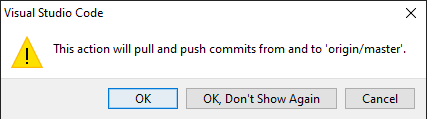 Visual Studio Code
This action will pull and push commits from and to 'origin/master'.
OK
OK, Don't Show Again
Cancel